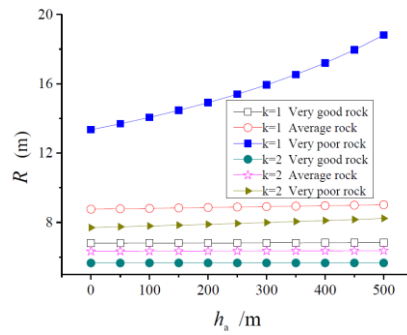 20
16
12
8
R (m)
k=1 Very good rock
k=1 Average rock
k=1 Very poor rock
k=2 Very good rock
k=2 Average rock
k=2 Very poor rock
0 100 200 300 400 500
hₐ /m